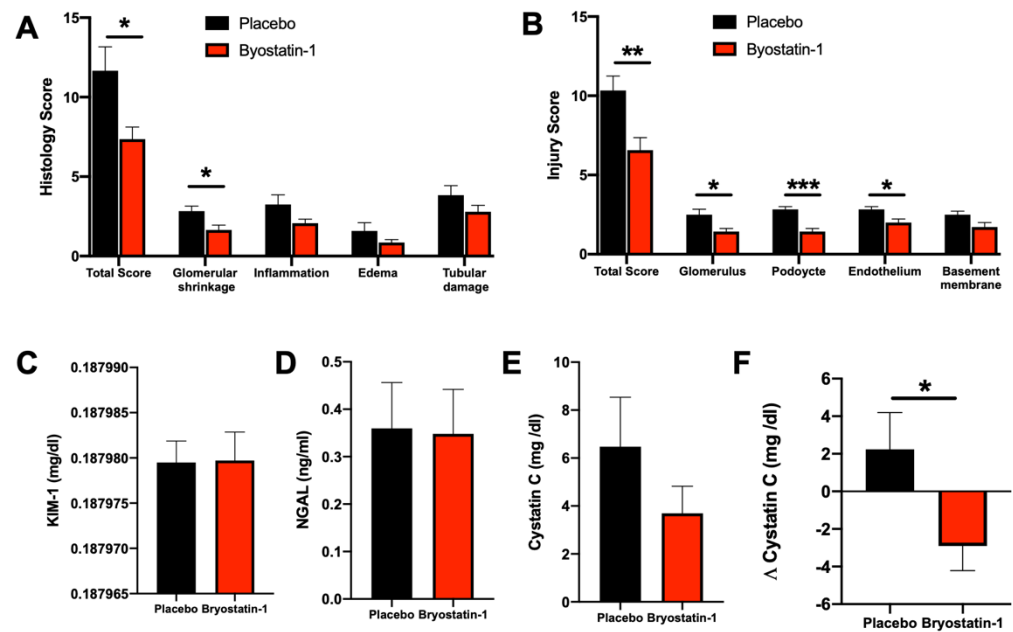 A
Histology Score
15
10
5
0
*
*
Placebo
Byostatin-1
Total Score
Glomerular
shrinkage
Inflammation
Edema
Tubular
damage
B
Injury Score
15
10
5
0
**
*
***
*
Placebo
Byostatin-1
Total Score
Glomerulus
Podoycte
Endothelium
Basement
membrane
C
KIM-1 (mg/dl)
0.187990
0.187985
0.187980
0.187975
0.187970
0.187965
Placebo Bryostatin-1
D
NGAL (ng/ml)
0.5
0.4
0.3
0.2
0.1
0.0
Placebo Bryostatin-1
E
Cystatin C (mg /dl)
10
8
6
4
2
0
Placebo Bryostatin-1
F
Δ Cystatin C (mg /dl)
6
4
2
0
-2
-4
-6
*
Placebo Bryostatin-1